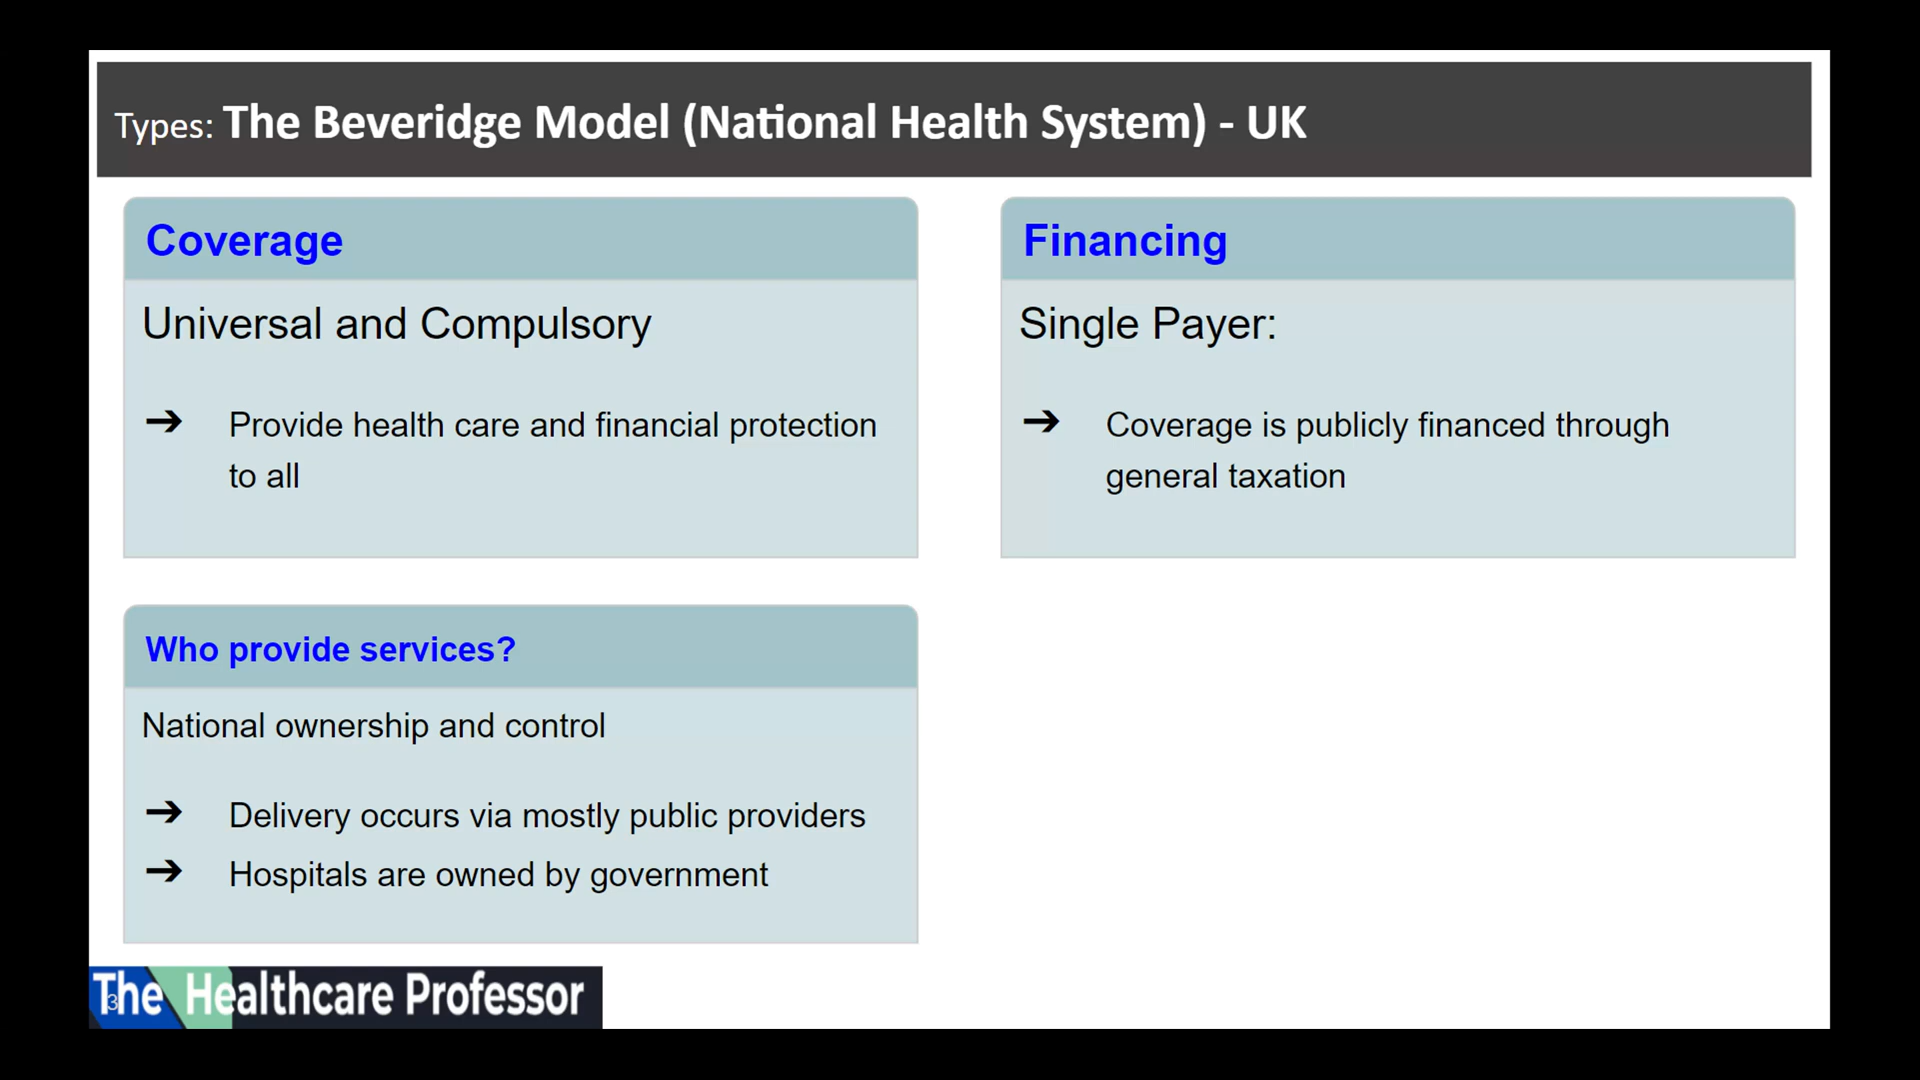 Types: The Beveridge Model (National Health System) - UK
Coverage
Universal and Compulsory
➔ Provide health care and financial protection
to all
Financing
Single Payer:
➔ Coverage is publicly financed through
general taxation
Who provide services?
National ownership and control
➔ Delivery occurs via mostly public providers
➔ Hospitals are owned by government
The Healthcare Professor
3